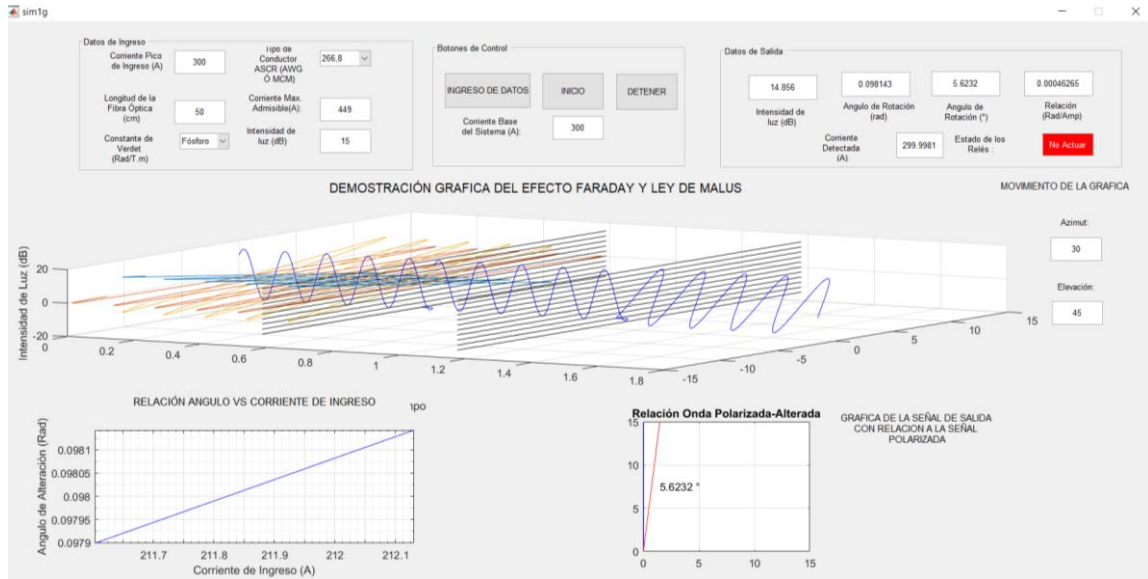 sim1g
Datos de Ingreso
Corriente Pico
de Ingreso (A)
300
Tipo de
Conductor
ASCR (AWG
Ó MCM)
266,8
Longitud de la
Fibra Óptica
(cm)
50
Corriente Max.
Admisible(A):
449
Constante de
Verdet
(Rad/T.m)
Fósforo
Intensidad de
luz (dB)
15
Botones de Control
INGRESO DE DATOS
INICIO
DETENER
Corriente Base
del Sistema (A):
300
Datos de Salida
14.856
0.098143
5.6232
0.00046265
Intensidad de
luz (dB)
Angulo de Rotación
(rad)
Angulo de
Rotación (°)
Relación
(Rad/Amp)
Corriente
Detectada
(A)
299.9981
Estado de los
Relés :
No Actuar
DEMOSTRACIÓN GRAFICA DEL EFECTO FARADAY Y LEY DE MALUS
MOVIMIENTO DE LA GRAFICA
Azimut:
30
Elevación:
45
Intensidad de Luz (dB)
20
0
-20
0
0.2
0.4
0.6
0.8
1
1.2
1.4
1.6
1.8
-15
-10
-5
0
5
10
15
RELACIÓN ANGULO VS CORRIENTE DE INGRESO
mpo
Angulo de Alteración (Rad)
0.0981
0.09805
0.098
0.09795
0.0979
211.7
211.8
211.9
212
212.1
Corriente de Ingreso (A)
Relación Onda Polarizada-Alterada
15
10
5
0
5.6232 °
0
5
10
15
GRAFICA DE LA SEÑAL DE SALIDA
CON RELACION A LA SEÑAL
POLARIZADA